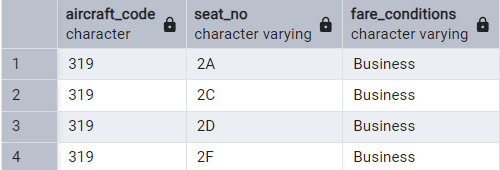 aircraft_code seat_no fare_conditions
character character varying character varying
1 319 2A Business
2 319 2C Business
3 319 2D Business
4 319 2F Business